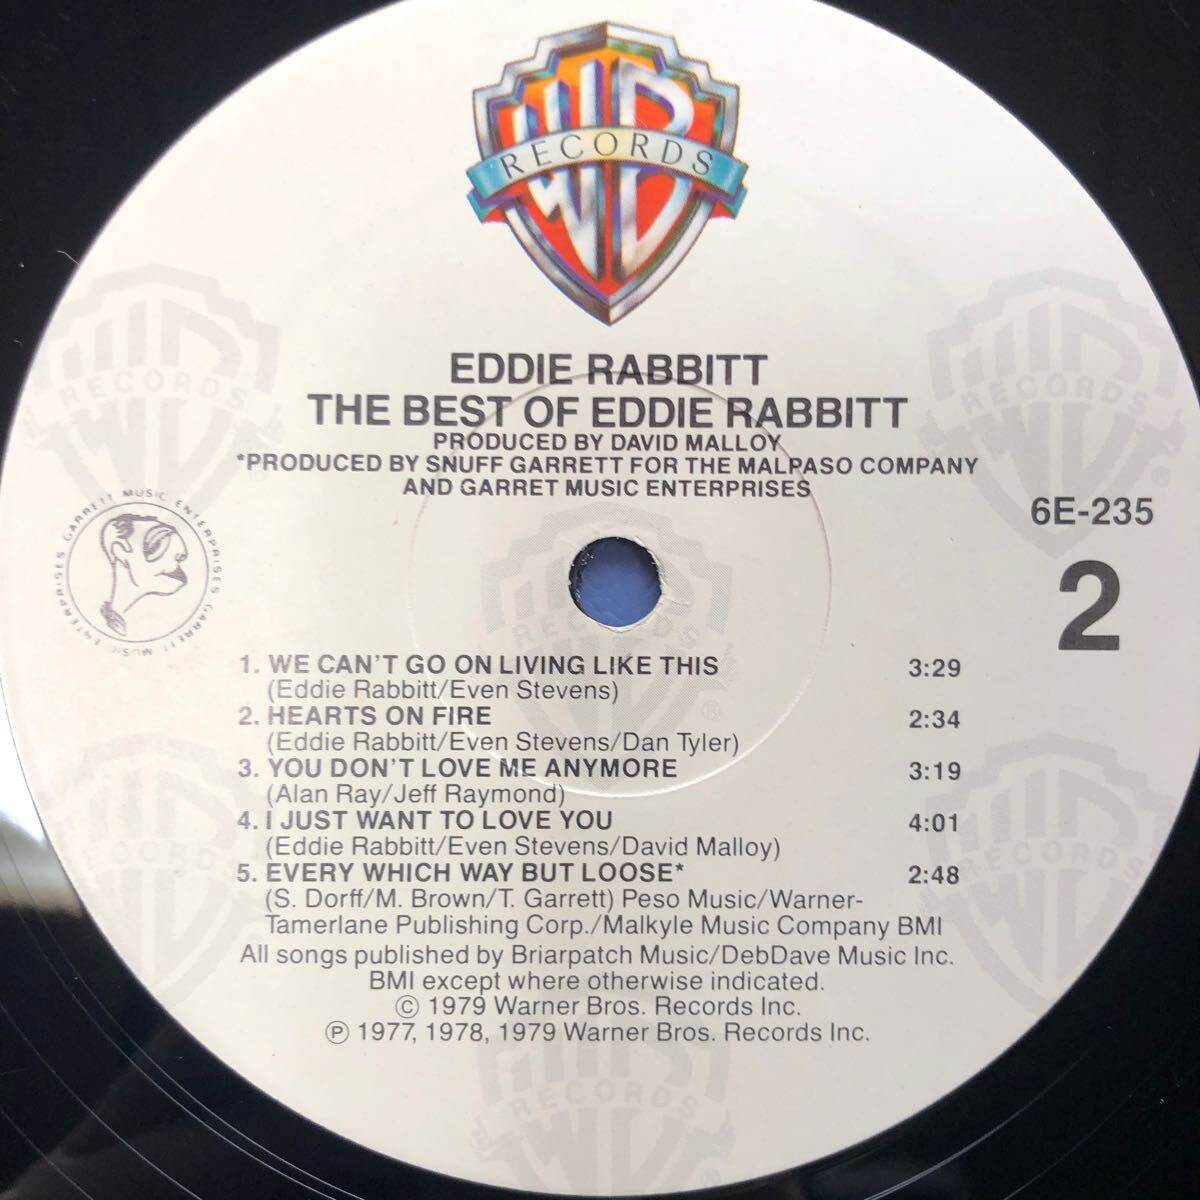 WB
RECORDS
EDDIE RABBITT
THE BEST OF EDDIE RABBITT
PRODUCED BY DAVID MALLOY
*PRODUCED BY SNUFF GARRETT FOR THE MALPASO COMPANY
AND GARRET MUSIC ENTERPRISES
GARRETT MUSIC ENTERPRISES GARRETT MUSIC ENTERPRISES
6E-235
2
1. WE CAN'T GO ON LIVING LIKE THIS 3:29
(Eddie Rabbitt/Even Stevens)
2. HEARTS ON FIRE 2:34
(Eddie Rabbitt/Even Stevens/Dan Tyler)
3. YOU DON'T LOVE ME ANYMORE 3:19
(Alan Ray/Jeff Raymond)
4. I JUST WANT TO LOVE YOU 4:01
(Eddie Rabbitt/Even Stevens/David Malloy)
5. EVERY WHICH WAY BUT LOOSE* 2:48
(S. Dorff/M. Brown/T. Garrett) Peso Music/Warner-
Tamerlane Publishing Corp./Malkyle Music Company BMI
All songs published by Briarpatch Music/DebDave Music Inc.
BMI except where otherwise indicated.
© 1979 Warner Bros. Records Inc.
℗ 1977, 1978, 1979 Warner Bros. Records Inc.